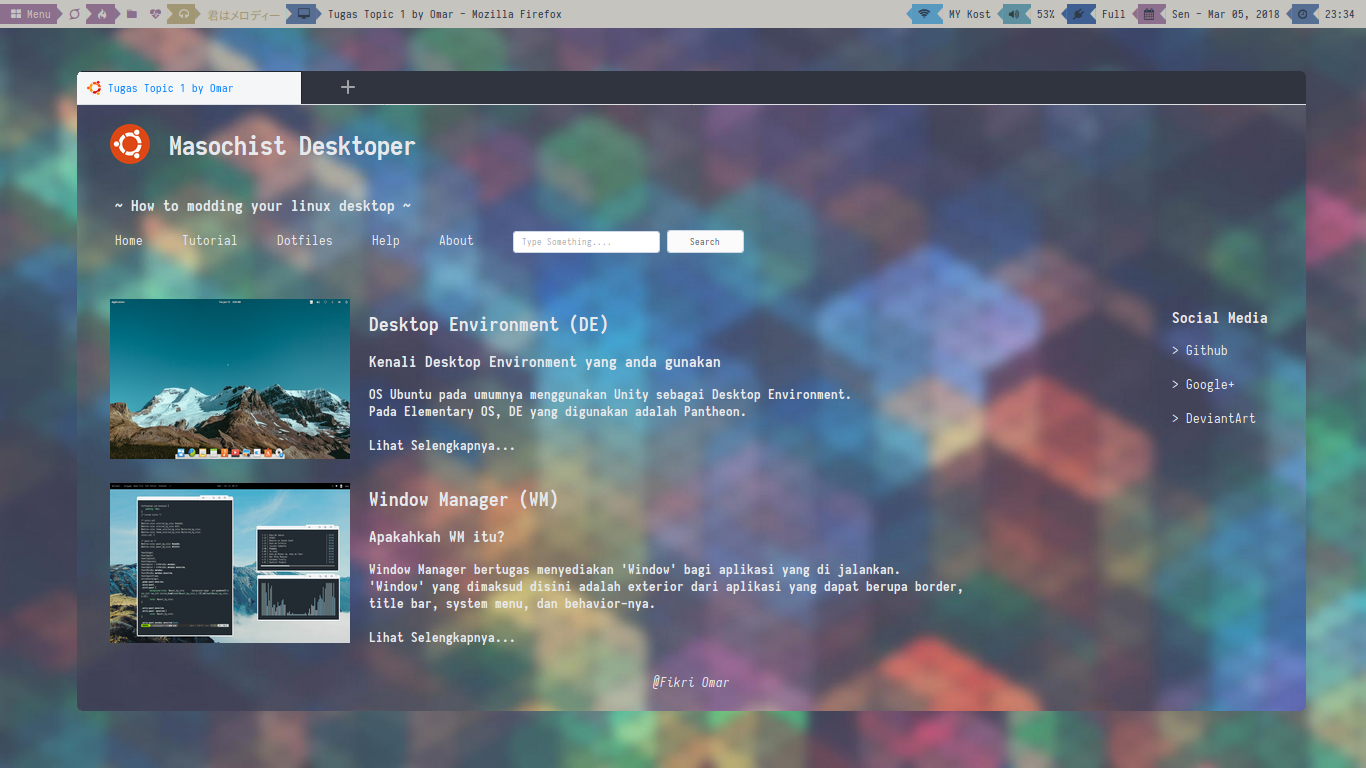 Menu
君はメロディー
Tugas Topic 1 by Omar - Mozilla Firefox
MY Kost
53%
Full
Sen - Mar 05, 2018
23:34
Tugas Topic 1 by Omar
Masochist Desktoper
~ How to modding your linux desktop ~
Home Tutorial Dotfiles Help About
Type Something....
Search
Desktop Environment (DE)
Kenali Desktop Environment yang anda gunakan
OS Ubuntu pada umumnya menggunakan Unity sebagai Desktop Environment.
Pada Elementary OS, DE yang digunakan adalah Pantheon.
Lihat Selengkapnya...
Window Manager (WM)
Apakahkah WM itu?
Window Manager bertugas menyediakan 'Window' bagi aplikasi yang di jalankan.
'Window' yang dimaksud disini adalah exterior dari aplikasi yang dapat berupa border,
title bar, system menu, dan behavior-nya.
Lihat Selengkapnya...
Social Media
> Github
> Google+
> DeviantArt
@Fikri Omar